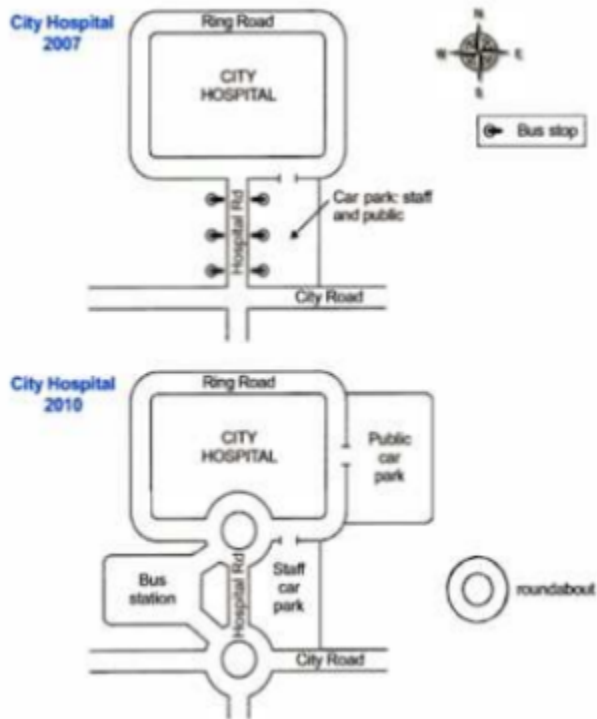 City Hospital
2007
Ring Road
CITY
HOSPITAL
N
W
E
S
Bus stop
Hospital Rd
Car park: staff
and public
City Road
City Hospital
2010
Ring Road
CITY
HOSPITAL
Public
car
park
Bus
station
Hospital Rd
Staff
car
park
roundabout
City Road